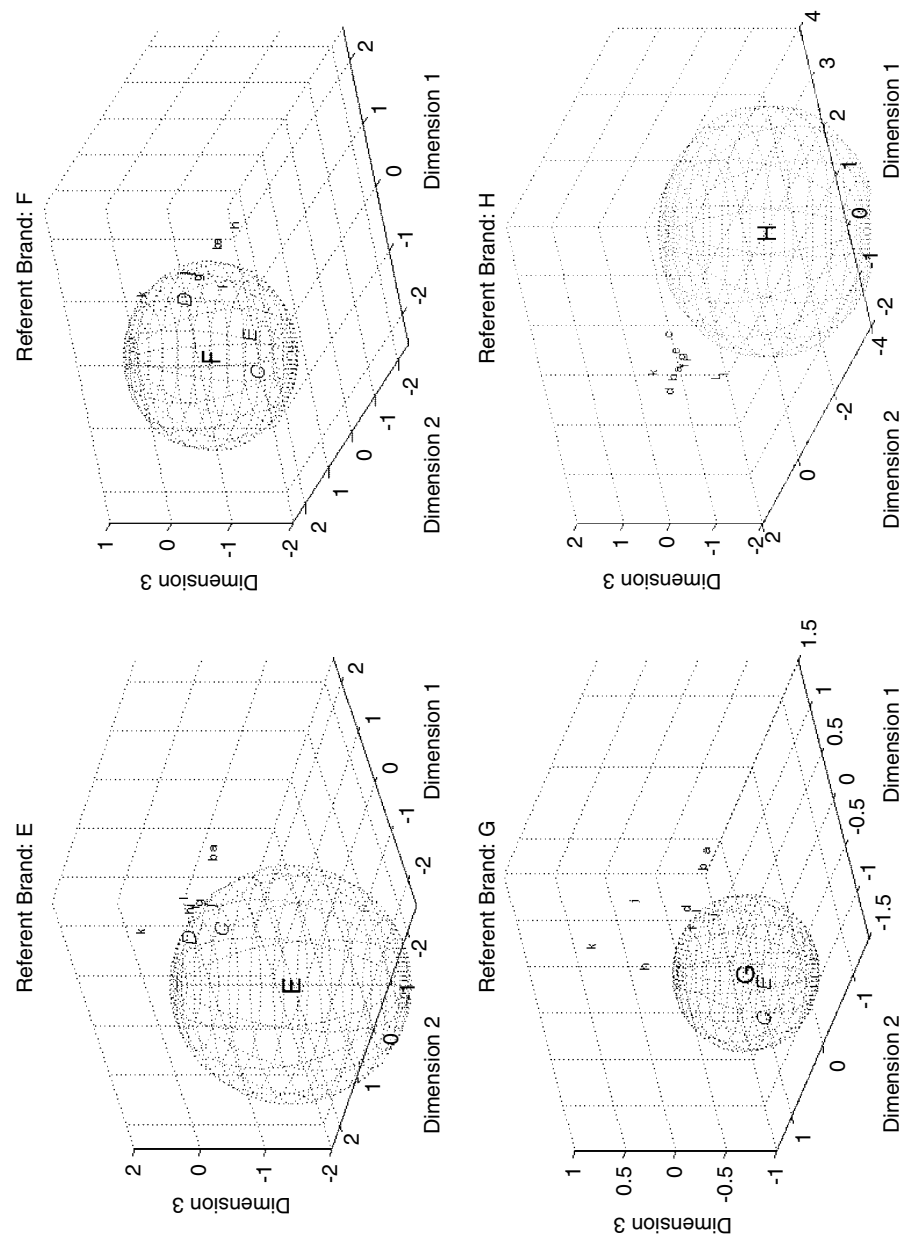 Referent Brand: E
2
0
-1
-2
Dimension 3
2
1
0
-1
-2
Dimension 2
-2
-1
0
1
2
Dimension 1
k
D
C
b a
E
Referent Brand: F
1
0
-1
-2
Dimension 3
2
1
0
-1
-2
Dimension 2
-2
-1
0
1
2
Dimension 1
k
D
g
h
F
E
C
Referent Brand: G
1
0.5
0
-0.5
-1
Dimension 3
1
0
-1
Dimension 2
-1.5
-1
-0.5
0
0.5
1
1.5
Dimension 1
k
j
h
b a
d
G
E
G
Referent Brand: H
2
1
0
-1
-2
Dimension 3
-2
0
-2
-4
Dimension 2
-2
-1
0
1
2
3
4
Dimension 1
k
c
d
b
a
e
g
H